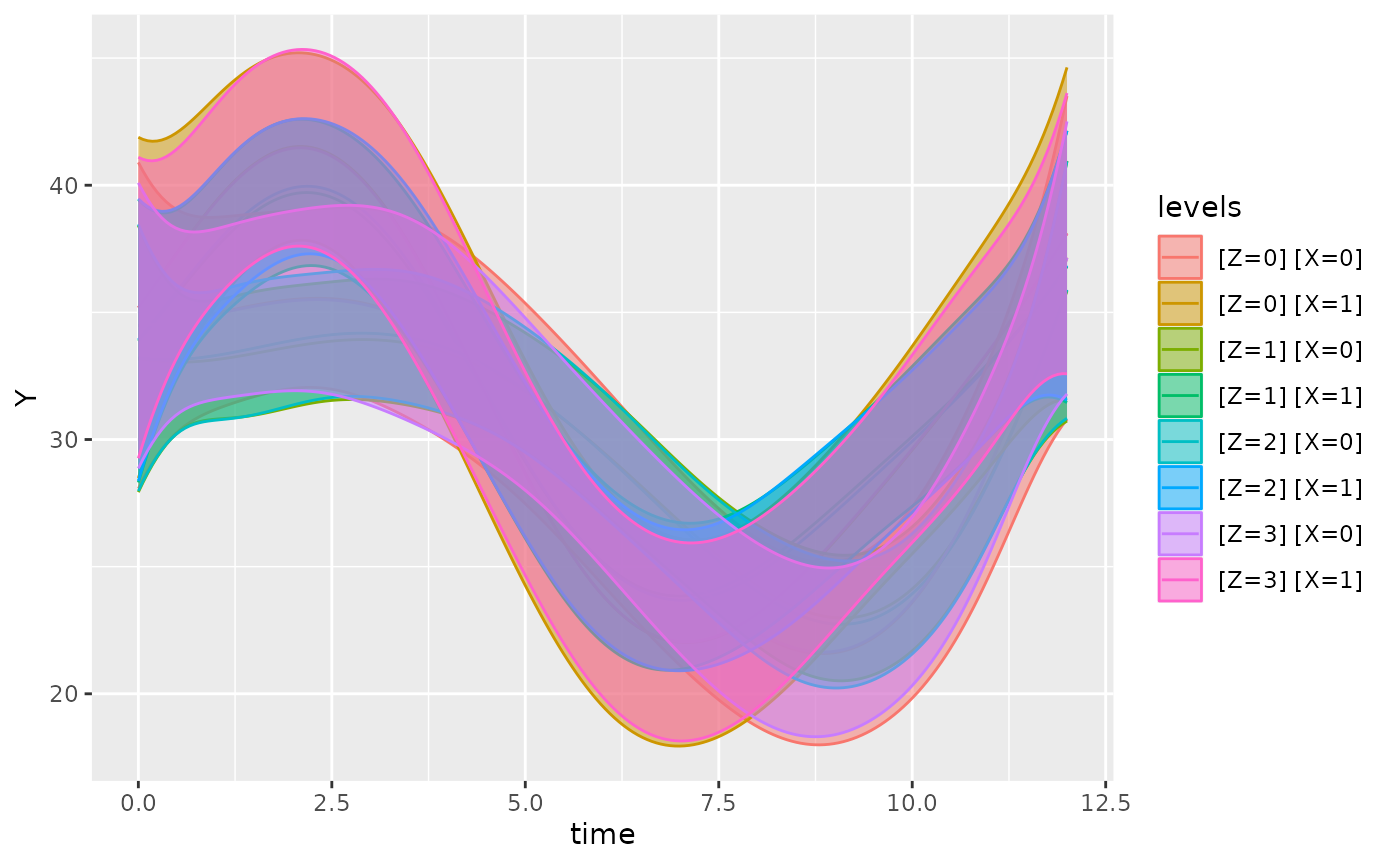 40
30
20
Y
0.0 2.5 5.0 7.5 10.0 12.5
time
levels
[Z=0] [X=0]
[Z=0] [X=1]
[Z=1] [X=0]
[Z=1] [X=1]
[Z=2] [X=0]
[Z=2] [X=1]
[Z=3] [X=0]
[Z=3] [X=1]